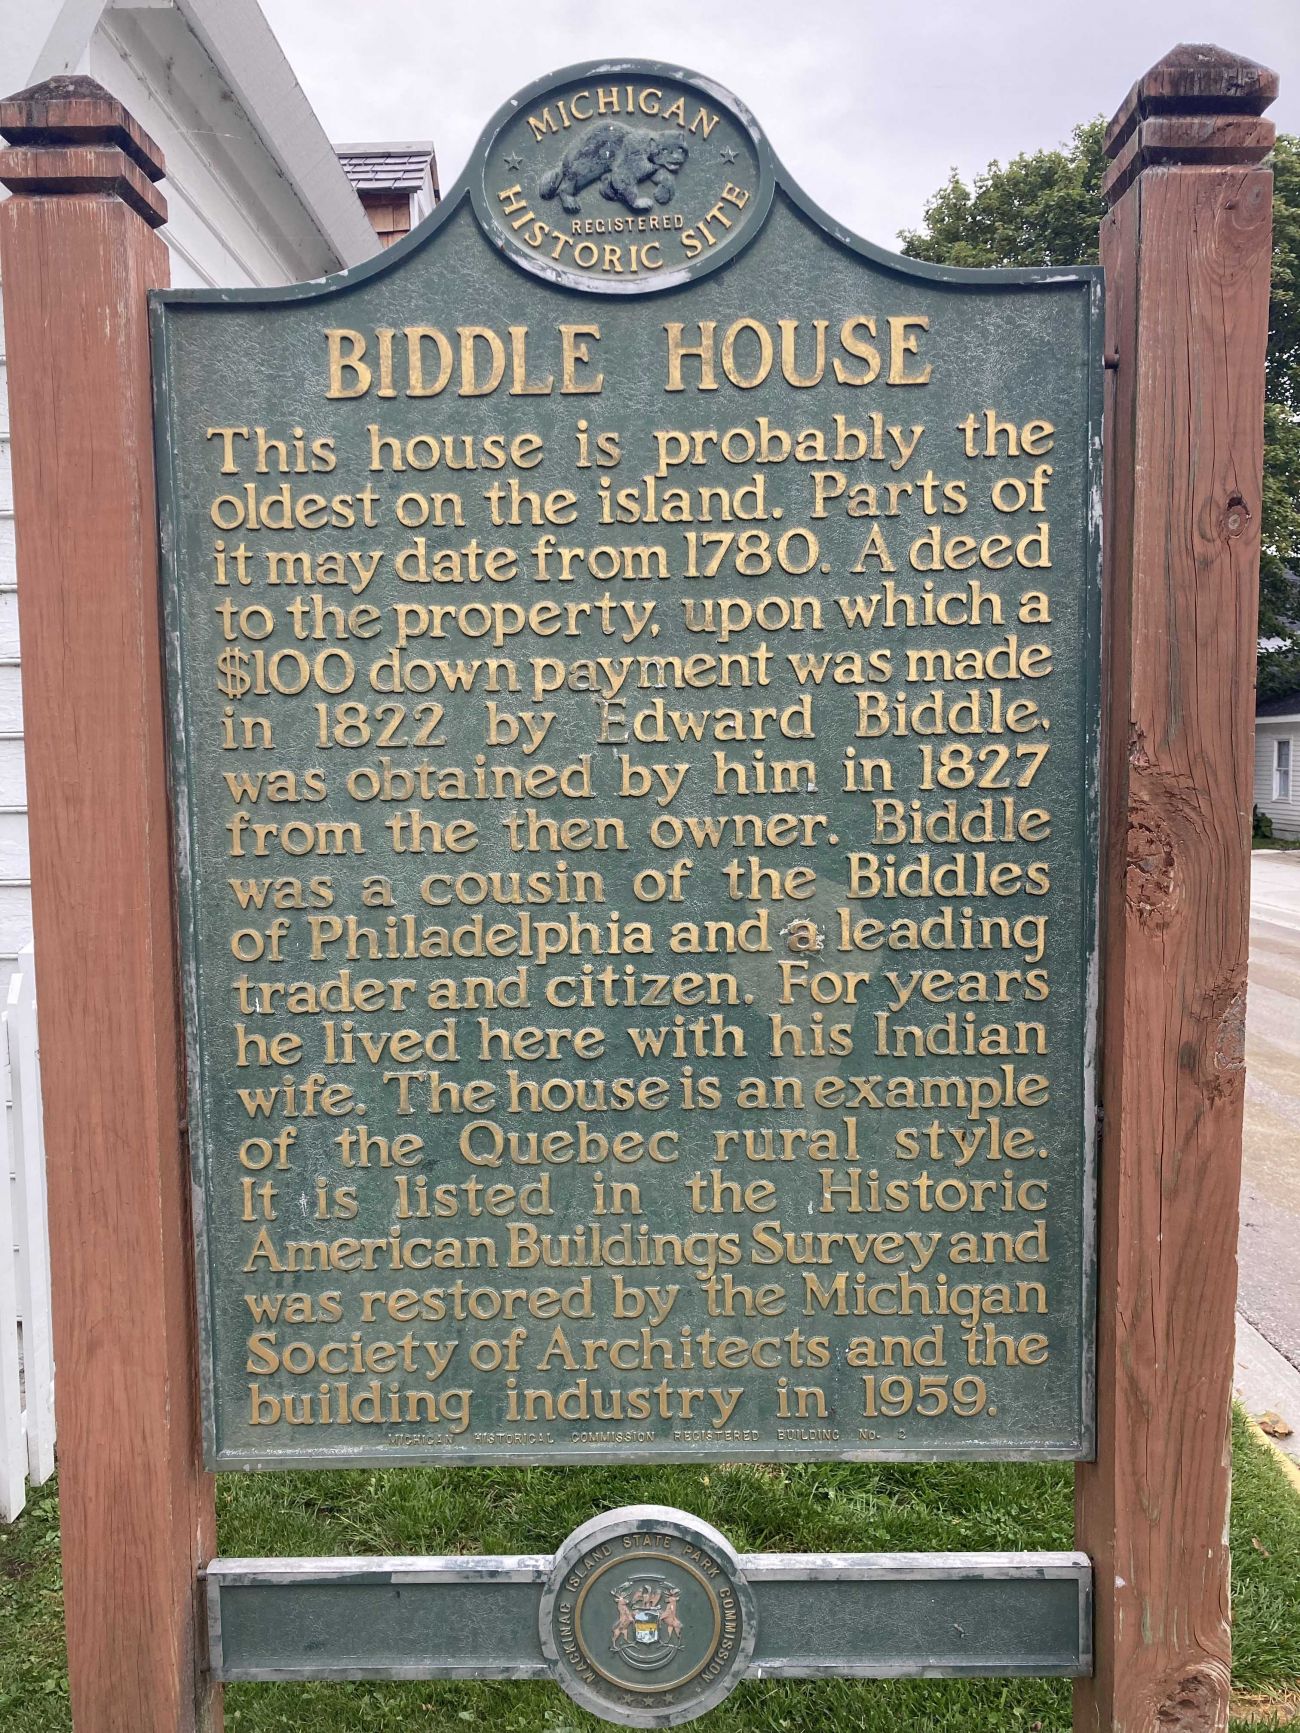 MICHIGAN
REGISTERED
HISTORIC SITE
BIDDLE HOUSE
This house is probably the
oldest on the island. Parts of
it may date from 1780. A deed
to the property, upon which a
$100 down payment was made
in 1822 by Edward Biddle,
was obtained by him in 1827
from the then owner. Biddle
was a cousin of the Biddles
of Philadelphia and a leading
trader and citizen. For years
he lived here with his Indian
wife. The house is an example
of the Quebec rural style.
It is listed in the Historic
American Buildings Survey and
was restored by the Michigan
Society of Architects and the
building industry in 1959.
MICHIGAN HISTORICAL COMMISSION REGISTERED BUILDING NO. 2
MACKINAC ISLAND STATE PARK COMMISSION